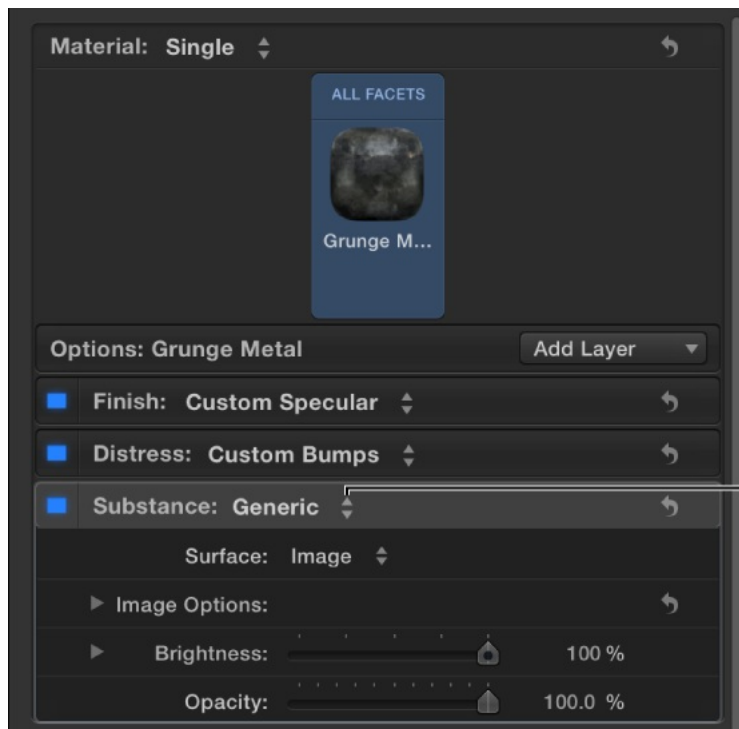 Material: Single
ALL FACETS
Grunge M...
Options: Grunge Metal Add Layer
Finish: Custom Specular
Distress: Custom Bumps
Substance: Generic
Surface: Image
Image Options:
Brightness: 100 %
Opacity: 100.0 %